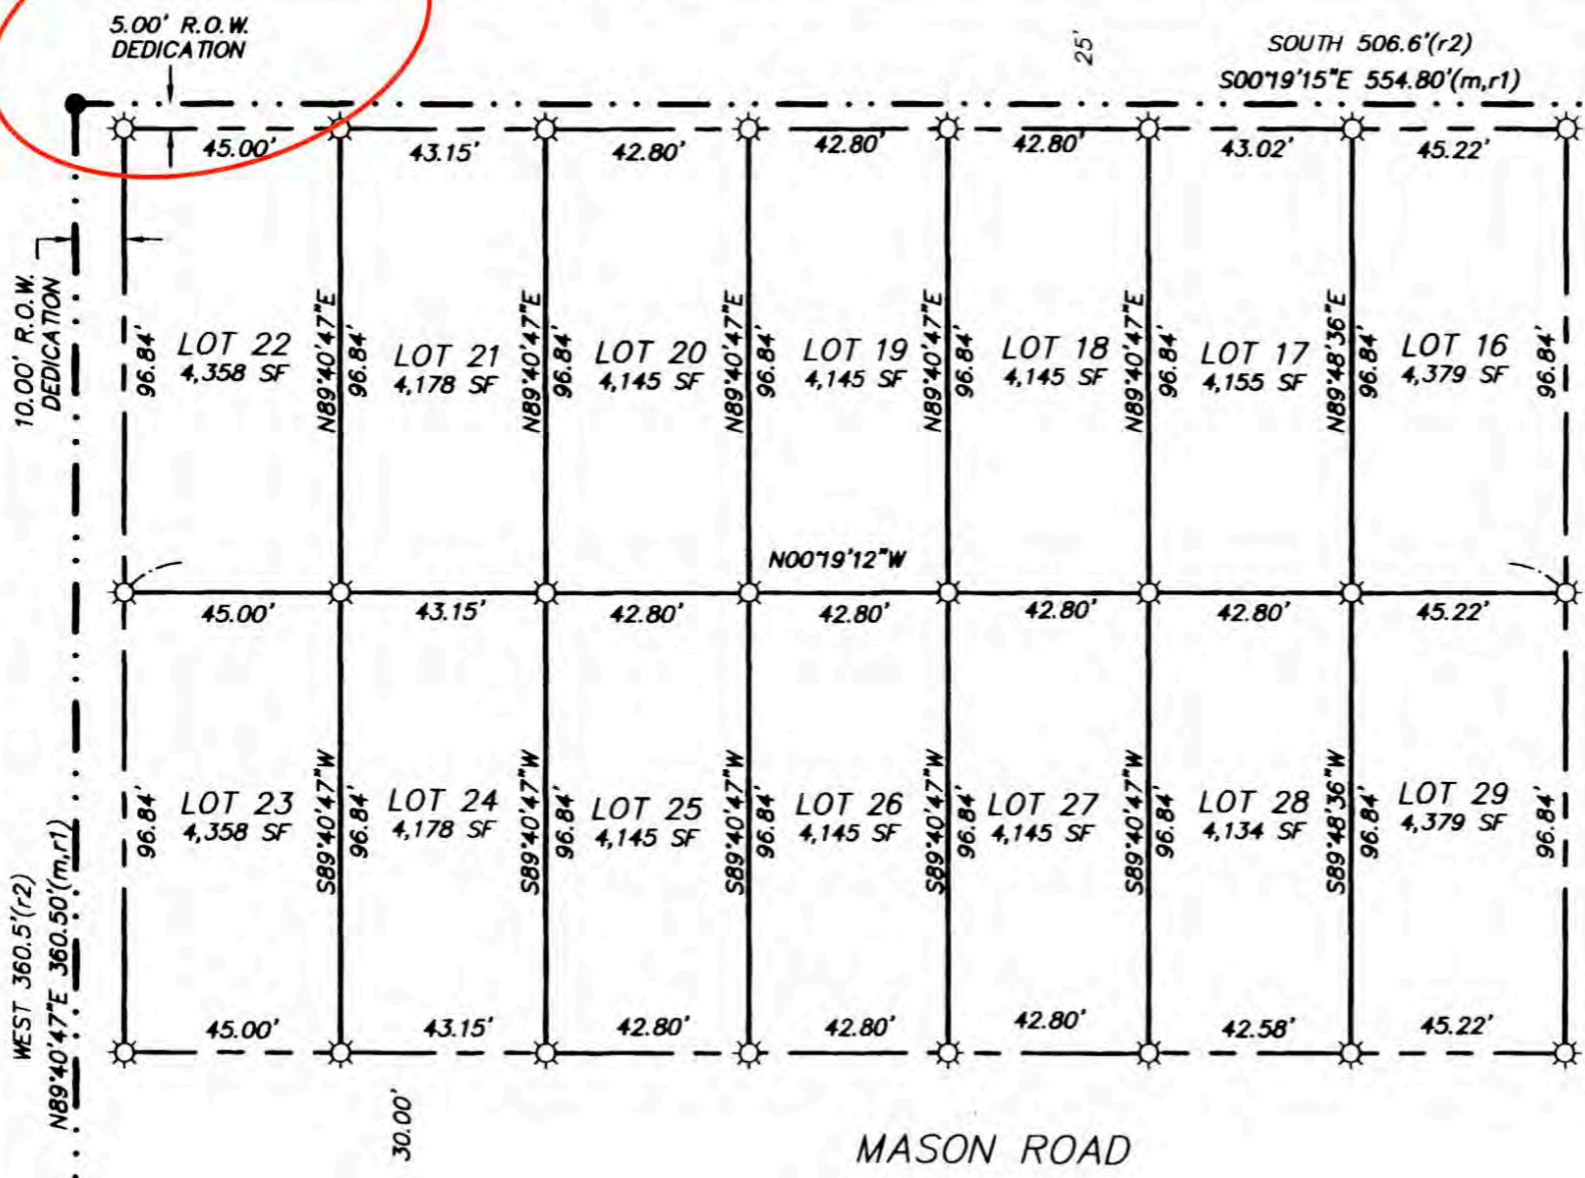 5.00' R.O.W.
DEDICATION
25'
SOUTH 506.6'(r2)
S00°19'15"E 554.80'(m,r1)
45.00'
43.15'
42.80'
42.80'
42.80'
43.02'
45.22'
10.00' R.O.W.
DEDICATION
96.84'
LOT 22
4,358 SF
N89°40'47"E
96.84'
LOT 21
4,178 SF
N89°40'47"E
96.84'
LOT 20
4,145 SF
N89°40'47"E
96.84'
LOT 19
4,145 SF
N89°40'47"E
96.84'
LOT 18
4,145 SF
N89°40'47"E
96.84'
LOT 17
4,155 SF
N89°48'36"E
96.84'
LOT 16
4,379 SF
96.84'
N00°19'12"W
45.00'
43.15'
42.80'
42.80'
42.80'
42.80'
45.22'
WEST 360.5'(r2)
N89°40'47"E 360.50'(m,r1)
96.84'
LOT 23
4,358 SF
S89°40'47"W
96.84'
LOT 24
4,178 SF
S89°40'47"W
96.84'
LOT 25
4,145 SF
S89°40'47"W
96.84'
LOT 26
4,145 SF
S89°40'47"W
96.84'
LOT 27
4,145 SF
S89°40'47"W
96.84'
LOT 28
4,134 SF
S89°48'36"W
96.84'
LOT 29
4,379 SF
96.84'
45.00'
43.15'
42.80'
42.80'
42.80'
42.58'
45.22'
30.00'
MASON ROAD